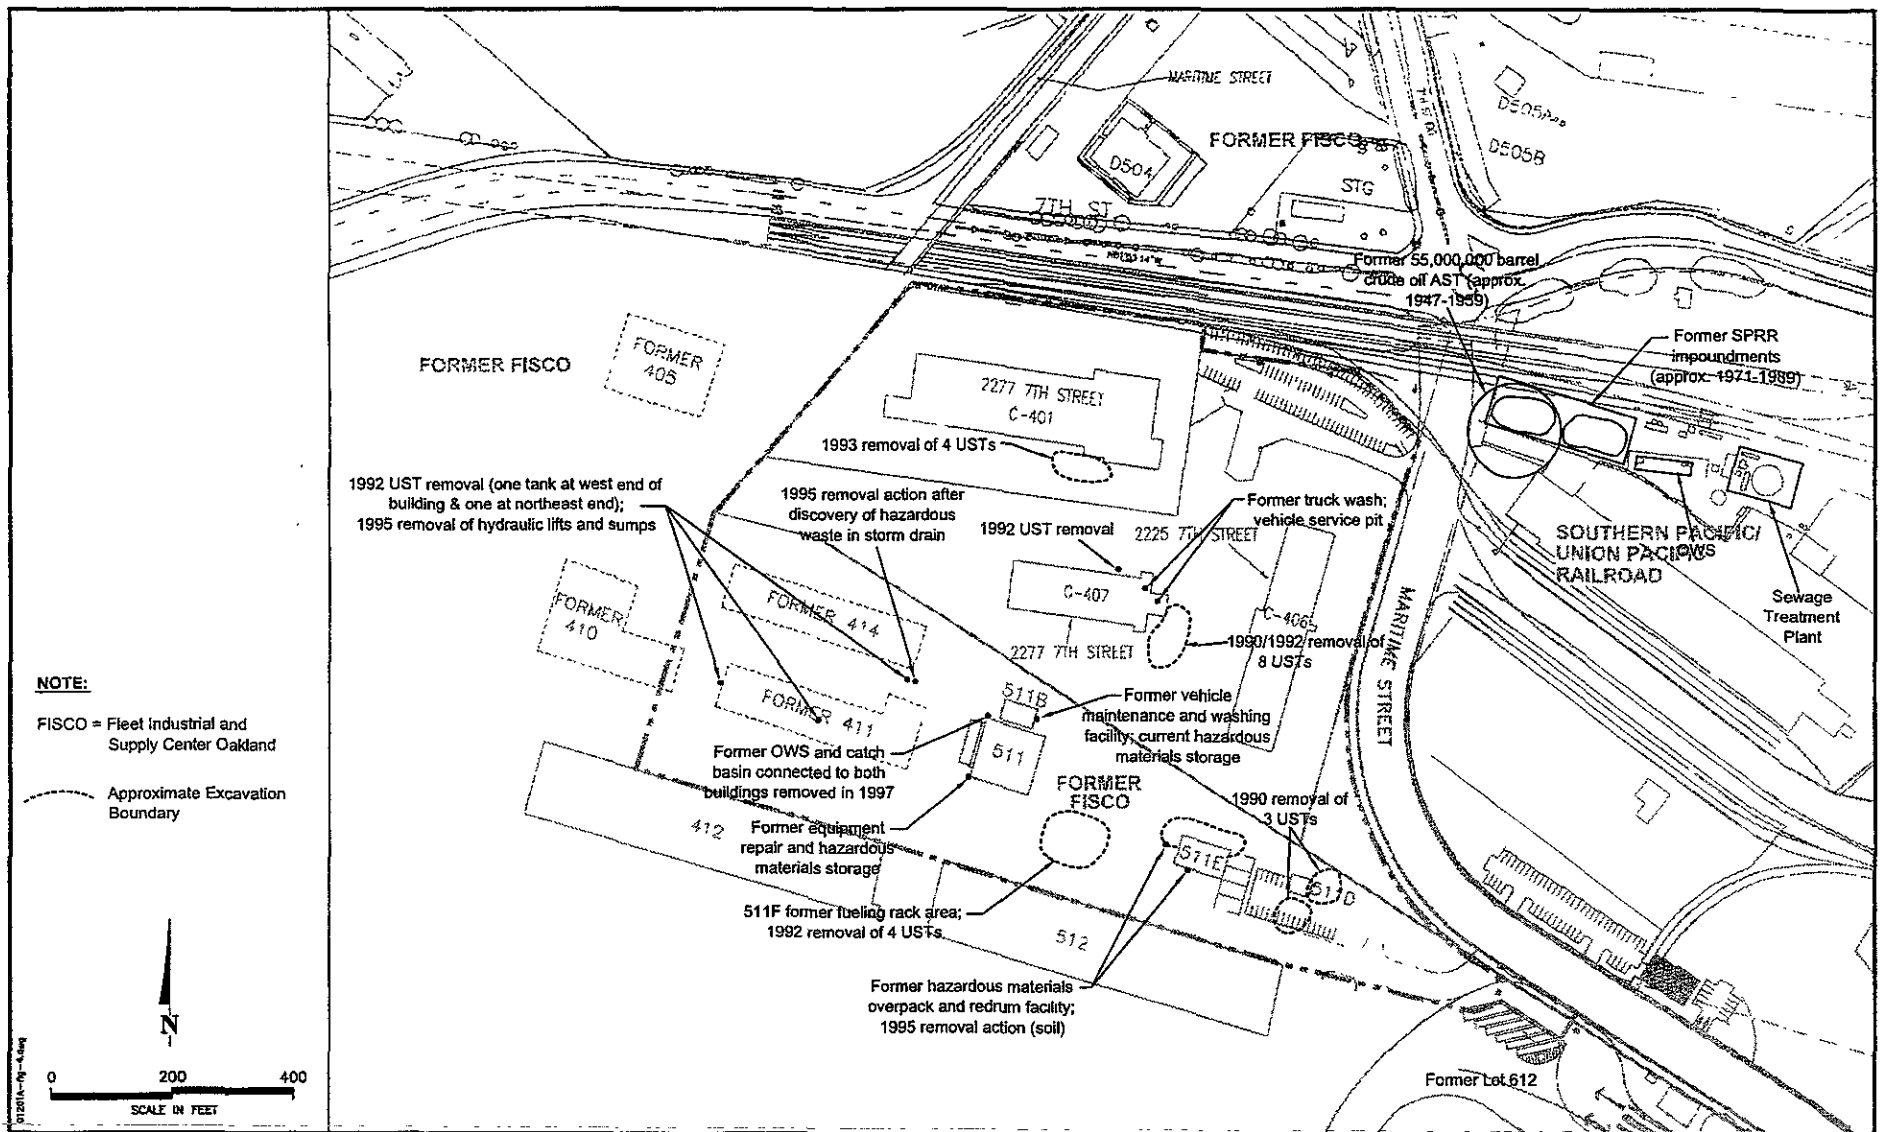 MARITIME STREET
D505A
D505B
7TH ST
D504
FORMER FISCO
STG
7TH ST
Former 55,000,000 barrel
crude oil AST (approx.
1947-1959)
Former SPRR
impoundments
(approx. 1971-1989)
FORMER FISCO
FORMER
405
2277 7TH STREET
C-401
1993 removal of 4 USTs
1992 UST removal (one tank at west end of
building & one at northeast end);
1995 removal of hydraulic lifts and sumps
1995 removal action after
discovery of hazardous
waste in storm drain
Former truck wash;
vehicle service pit
1992 UST removal
2225 7TH STREET
SOUTHERN PACIFIC/
UNION PACIFIC
RAILROAD
OWS
Sewage
Treatment
Plant
FORMER
410
FORMER 414
C-407
C-406
2277 7TH STREET
1990/1992 removal of
8 USTs
MARITIME STREET
FORMER 411
511B
511
Former vehicle
maintenance and washing
facility; current hazardous
materials storage
Former OWS and catch
basin connected to both
buildings removed in 1997
FORMER
FISCO
1990 removal of
3 USTs
412
Former equipment
repair and hazardous
materials storage
511E
511D
511F former fueling rack area;
1992 removal of 4 USTs
512
Former hazardous materials
overpack and redrum facility;
1995 removal action (soil)
Former Lot 612
NOTE:
FISCO = Fleet Industrial and
Supply Center Oakland
Approximate Excavation
Boundary
N
0 200 400
SCALE IN FEET